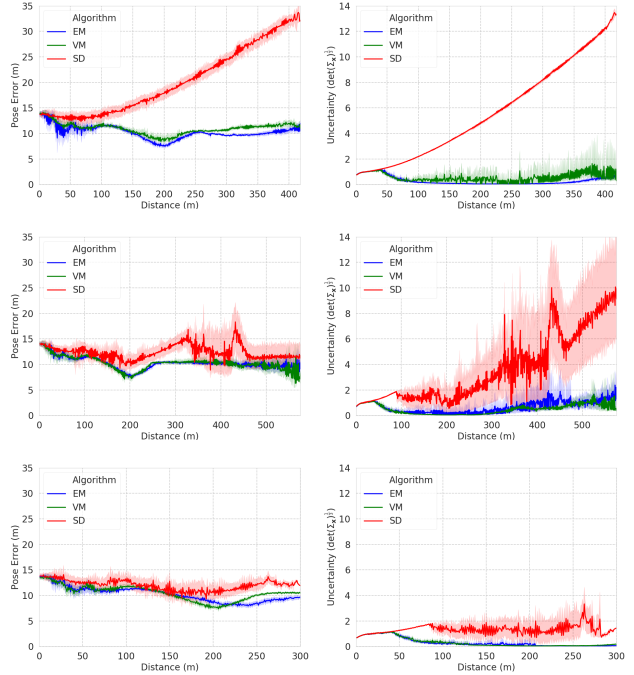 35
30
25
20
15
10
5
0
Pose Error (m)
Algorithm
EM
VM
SD
0 50 100 150 200 250 300 350 400
Distance (m)
14
12
10
8
6
4
2
0
Uncertainty (det(Σ𝐱)^{1/2})
Algorithm
EM
VM
SD
0 50 100 150 200 250 300 350 400
Distance (m)
35
30
25
20
15
10
5
0
Pose Error (m)
Algorithm
EM
VM
SD
0 100 200 300 400 500
Distance (m)
14
12
10
8
6
4
2
0
Uncertainty (det(Σ𝐱)^{1/2})
Algorithm
EM
VM
SD
0 100 200 300 400 500
Distance (m)
35
30
25
20
15
10
5
0
Pose Error (m)
Algorithm
EM
VM
SD
0 50 100 150 200 250 300
Distance (m)
14
12
10
8
6
4
2
0
Uncertainty (det(Σ𝐱)^{1/2})
Algorithm
EM
VM
SD
0 50 100 150 200 250 300
Distance (m)